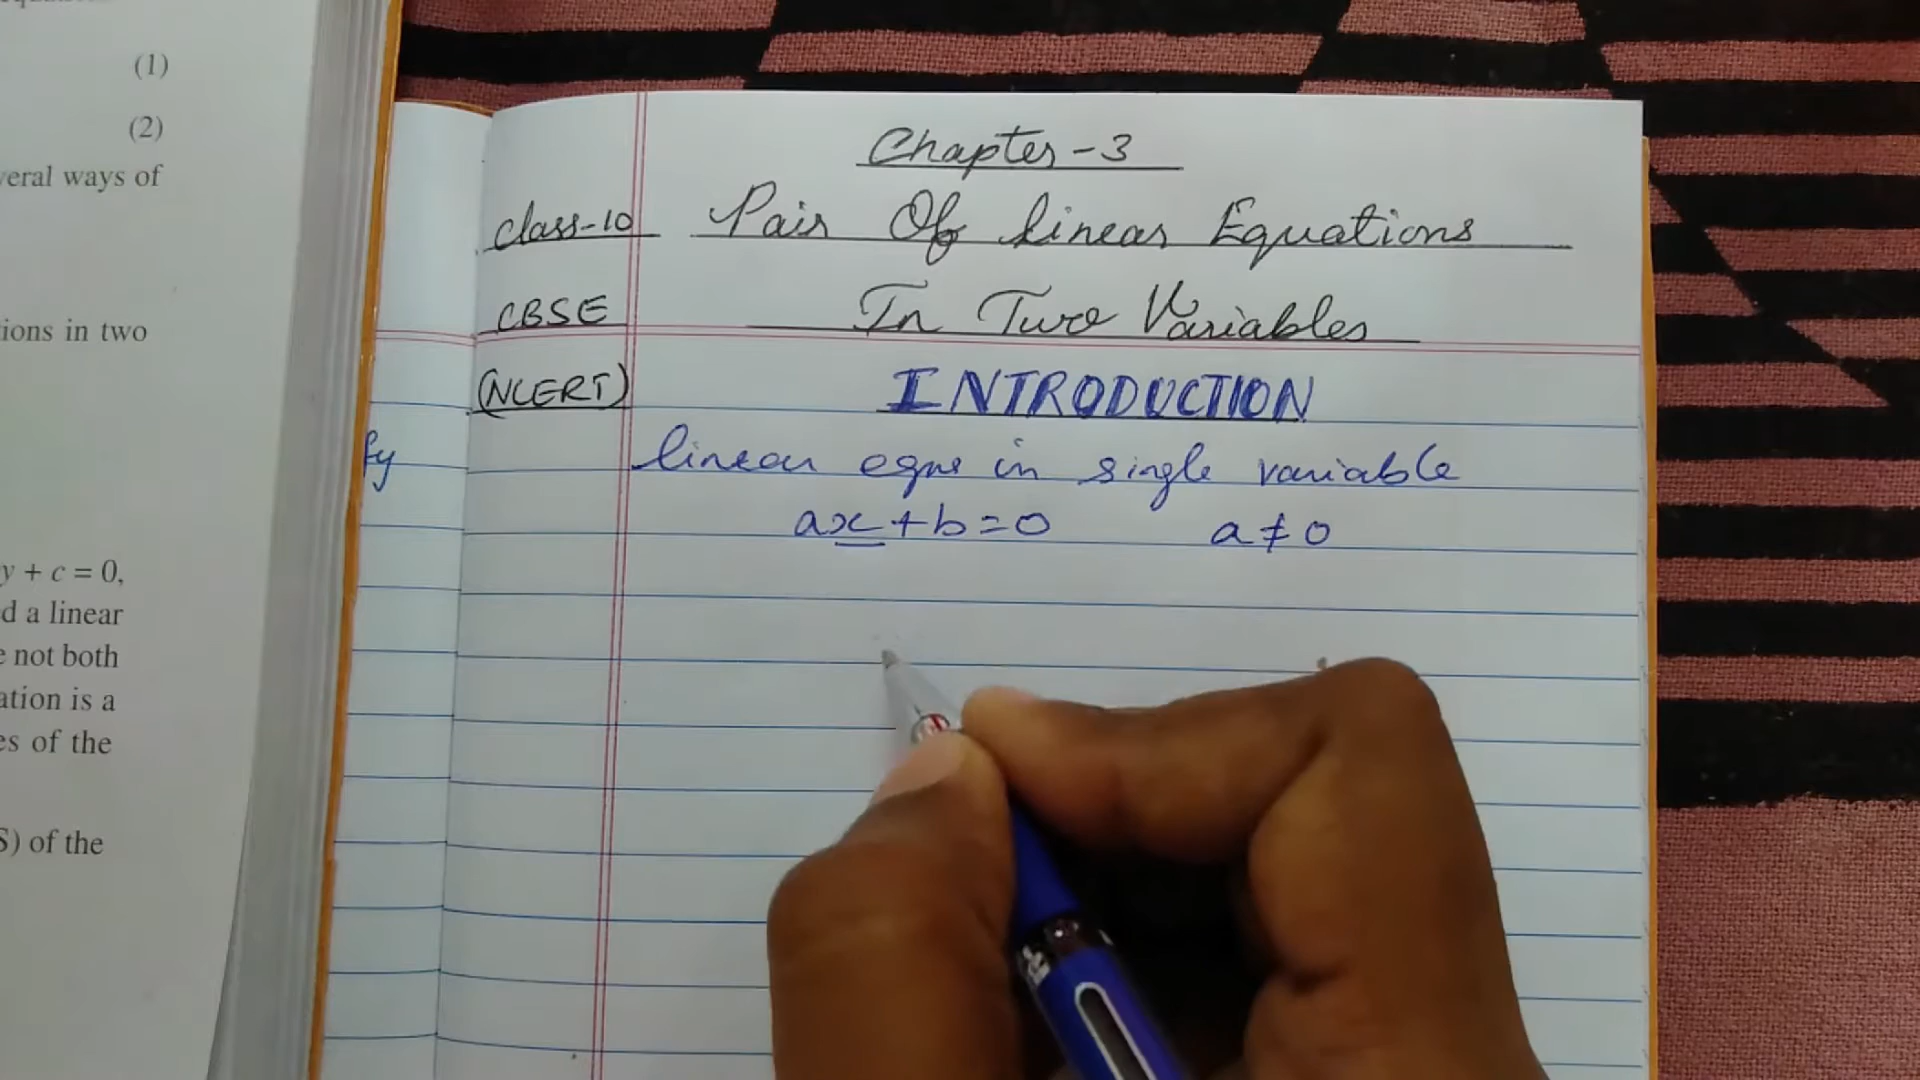 (1)
(2)
veral ways of
ions in two
y + c = 0,
d a linear
e not both
ation is a
es of the
S) of the
Chapter - 3
Class-10 Pair Of linear Equations
CBSE In Two Variables
(NCERT) INTRODUCTION
linear eqns in single variable
ax + b = 0 a ≠ 0